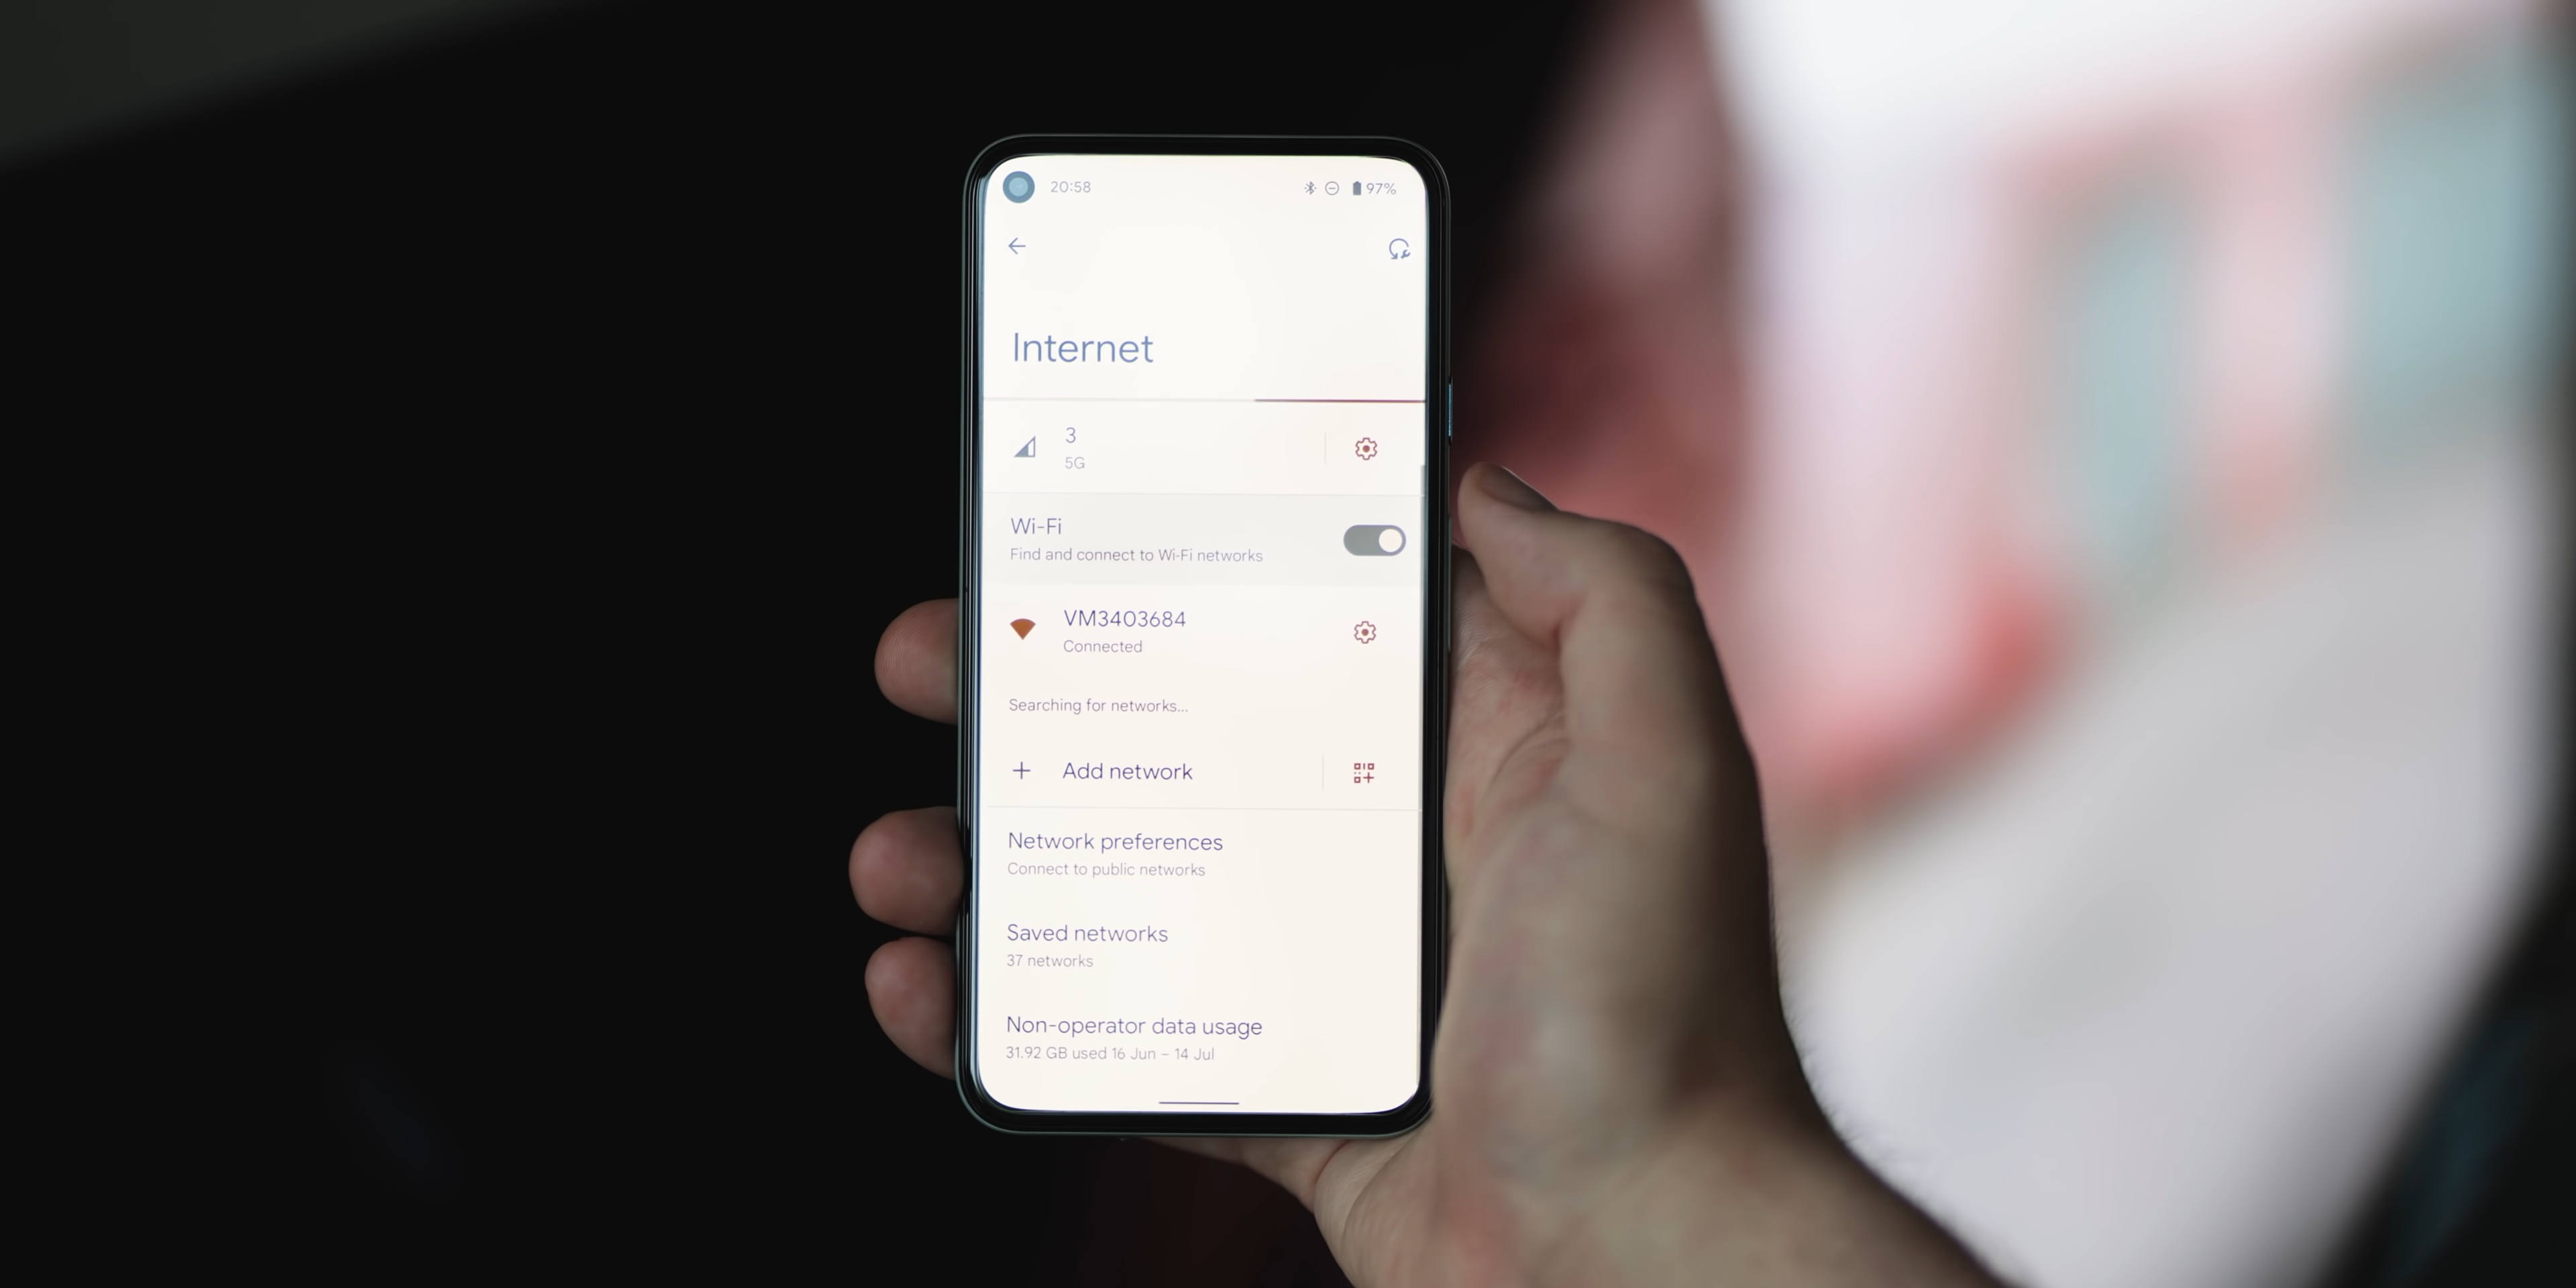 20:58
97%
Internet
3
5G
Wi-Fi
Find and connect to Wi-Fi networks
VM3403684
Connected
Searching for networks...
Add network
Network preferences
Connect to public networks
Saved networks
37 networks
Non-operator data usage
31.92 GB used 16 Jun – 14 Jul